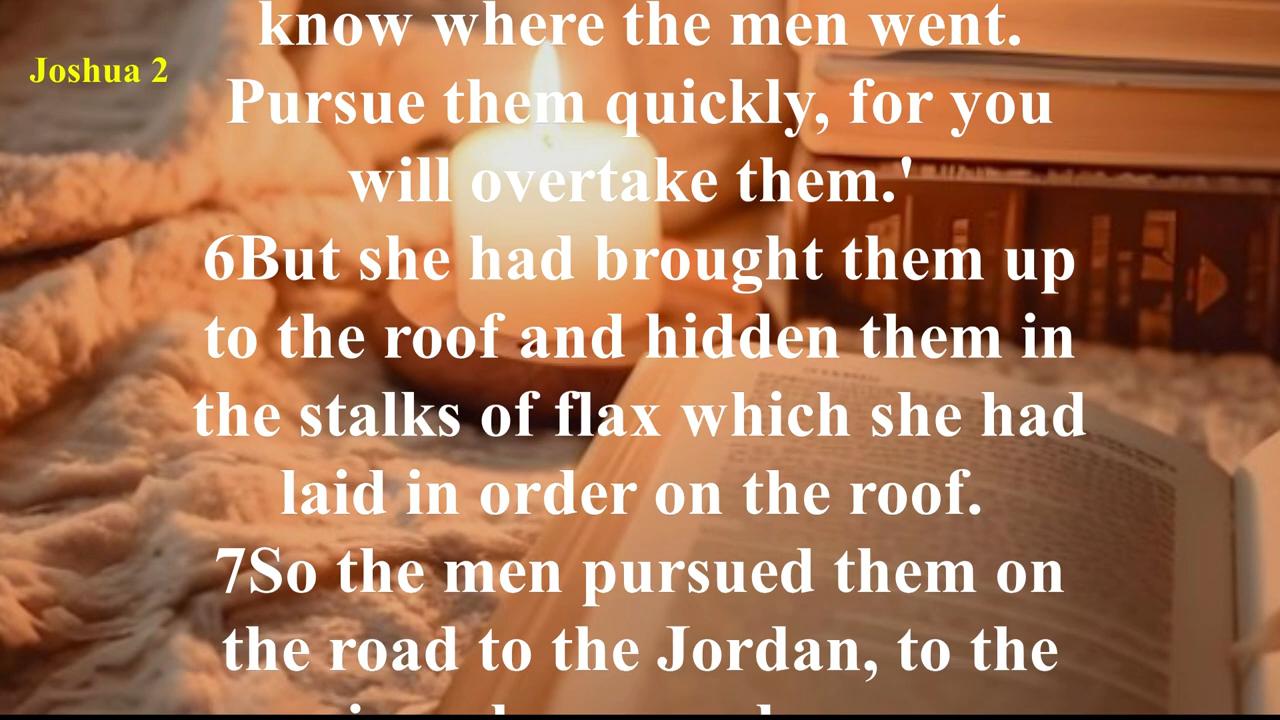 know where the men went.
Joshua 2
Pursue them quickly, for you
will overtake them.'
6But she had brought them up
to the roof and hidden them in
the stalks of flax which she had
laid in order on the roof.
7So the men pursued them on
the road to the Jordan, to the